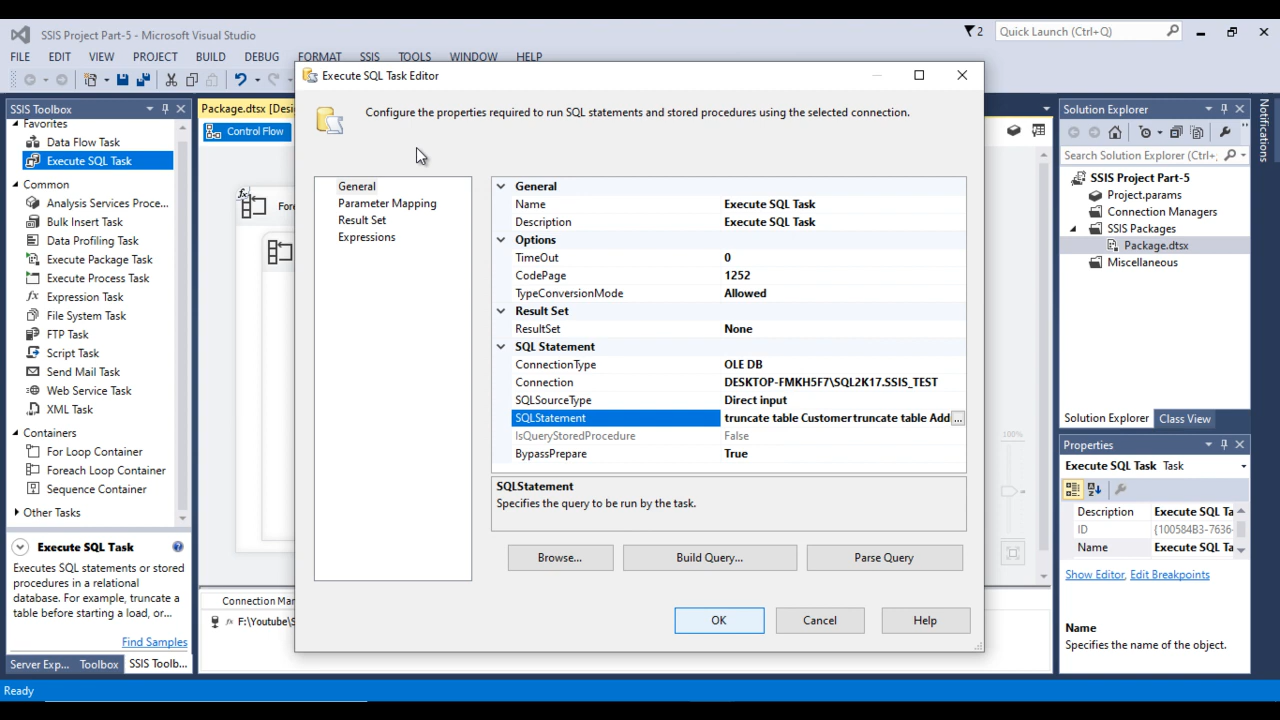 SSIS Project Part-5 - Microsoft Visual Studio
2
Quick Launch (Ctrl+Q)
FILE EDIT VIEW PROJECT BUILD DEBUG FORMAT SSIS TOOLS WINDOW HELP
SSIS Toolbox
Favorites
Data Flow Task
Execute SQL Task
Common
Analysis Services Proce...
Bulk Insert Task
Data Profiling Task
Execute Package Task
Execute Process Task
Expression Task
File System Task
FTP Task
Script Task
Send Mail Task
Web Service Task
XML Task
Containers
For Loop Container
Foreach Loop Container
Sequence Container
Other Tasks
Execute SQL Task
Executes SQL statements or stored
procedures in a relational
database. For example, truncate a
table before starting a load, or...
Find Samples
Server Exp... Toolbox SSIS Toolb...
Ready
Package.dtsx [Des
Control Flow
fx
Fore
100%
Connection Man
F:\Youtube\S
Execute SQL Task Editor
Configure the properties required to run SQL statements and stored procedures using the selected connection.
General
Parameter Mapping
Result Set
Expressions
General
Name Execute SQL Task
Description Execute SQL Task
Options
TimeOut 0
CodePage 1252
TypeConversionMode Allowed
Result Set
ResultSet None
SQL Statement
ConnectionType OLE DB
Connection DESKTOP-FMKH5F7\SQL2K17.SSIS_TEST
SQLSourceType Direct input
SQLStatement truncate table Customertruncate table Add ...
IsQueryStoredProcedure False
BypassPrepare True
SQLStatement
Specifies the query to be run by the task.
Browse... Build Query... Parse Query
OK Cancel Help
Solution Explorer
Search Solution Explorer (Ctrl+;
SSIS Project Part-5
Project.params
Connection Managers
SSIS Packages
Package.dtsx
Miscellaneous
Solution Explorer Class View
Properties
Execute SQL Task Task
Description Execute SQL Ta
ID {100584B3-7636-
Name Execute SQL Ta
Show Editor, Edit Breakpoints
Name
Specifies the name of the object.
Notifications